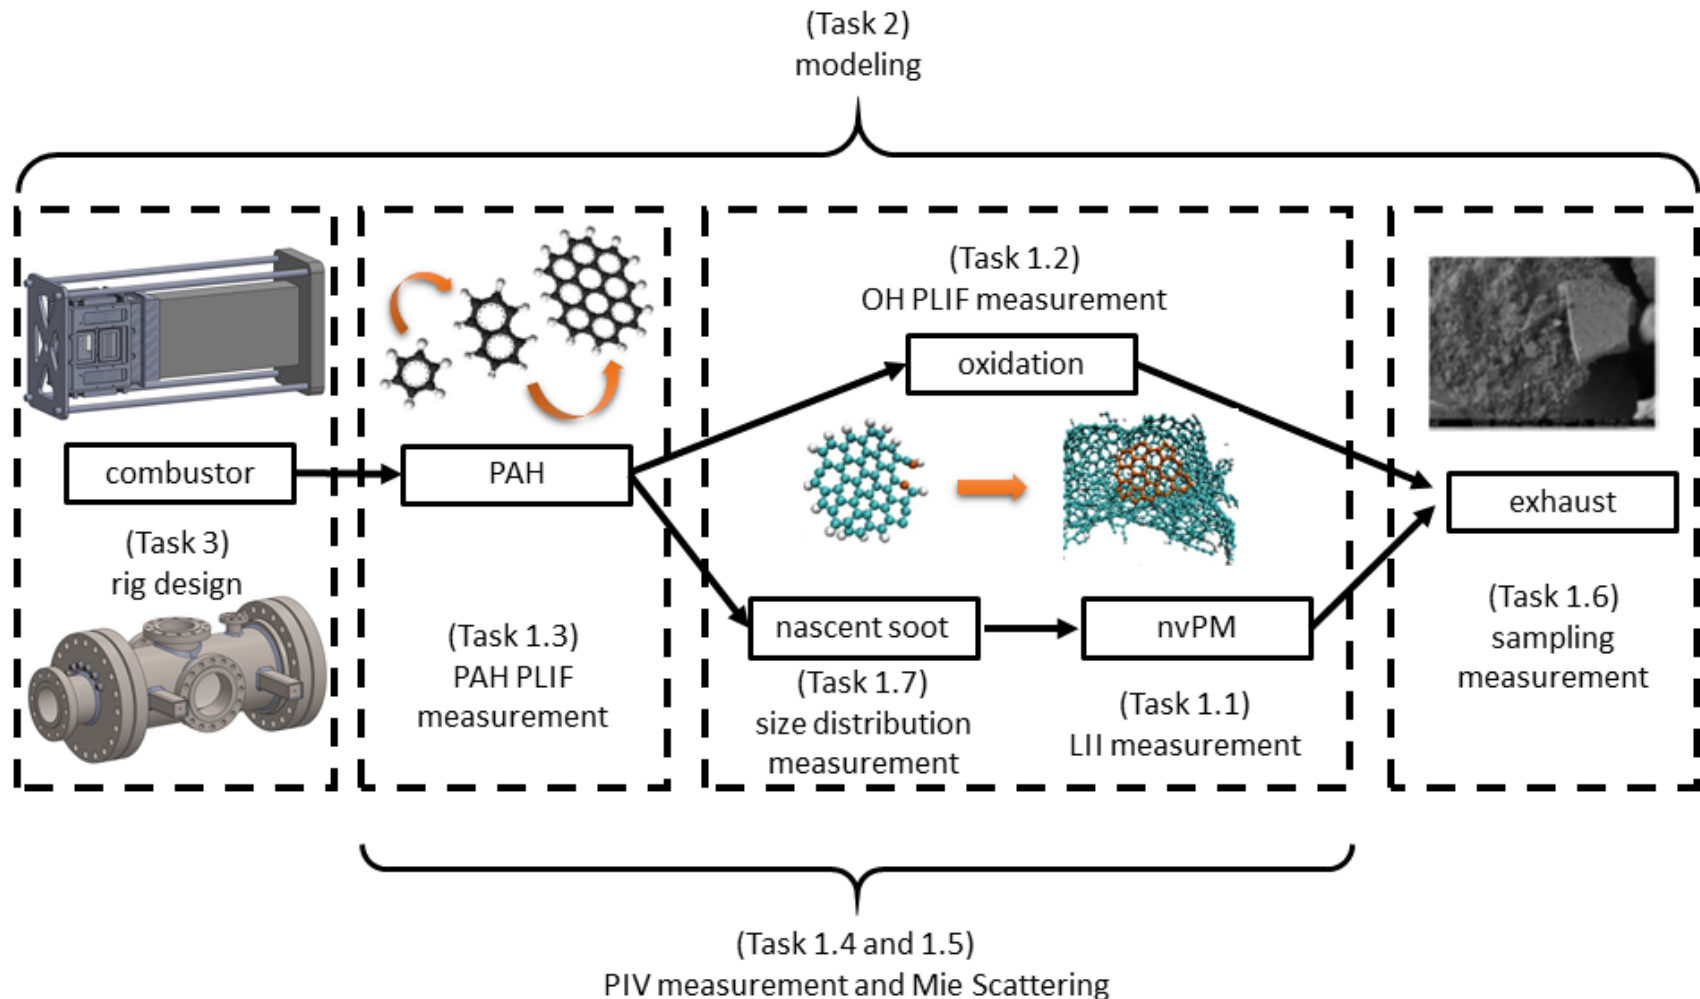 (Task 2)
modeling
combustor
(Task 3)
rig design
PAH
(Task 1.3)
PAH PLIF
measurement
(Task 1.2)
OH PLIF measurement
oxidation
nascent soot
(Task 1.7)
size distribution
measurement
nvPM
(Task 1.1)
LII measurement
exhaust
(Task 1.6)
sampling
measurement
(Task 1.4 and 1.5)
PIV measurement and Mie Scattering